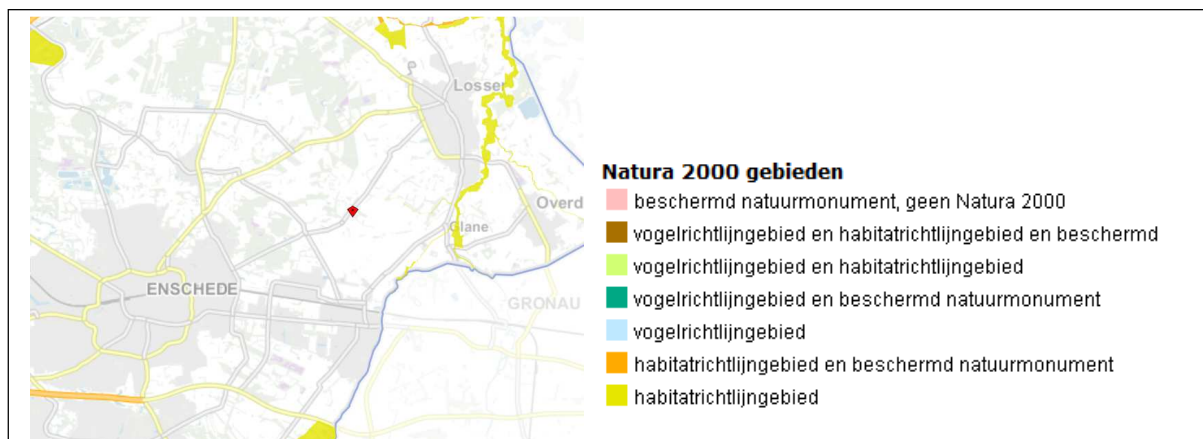 Losser
Overd
Glane
ENSCHEDE
GRONAU
Natura 2000 gebieden
beschermd natuurmonument, geen Natura 2000
vogelrichtlijngebied en habitatrichtlijngebied en beschermd
vogelrichtlijngebied en habitatrichtlijngebied
vogelrichtlijngebied en beschermd natuurmonument
vogelrichtlijngebied
habitatrichtlijngebied en beschermd natuurmonument
habitatrichtlijngebied